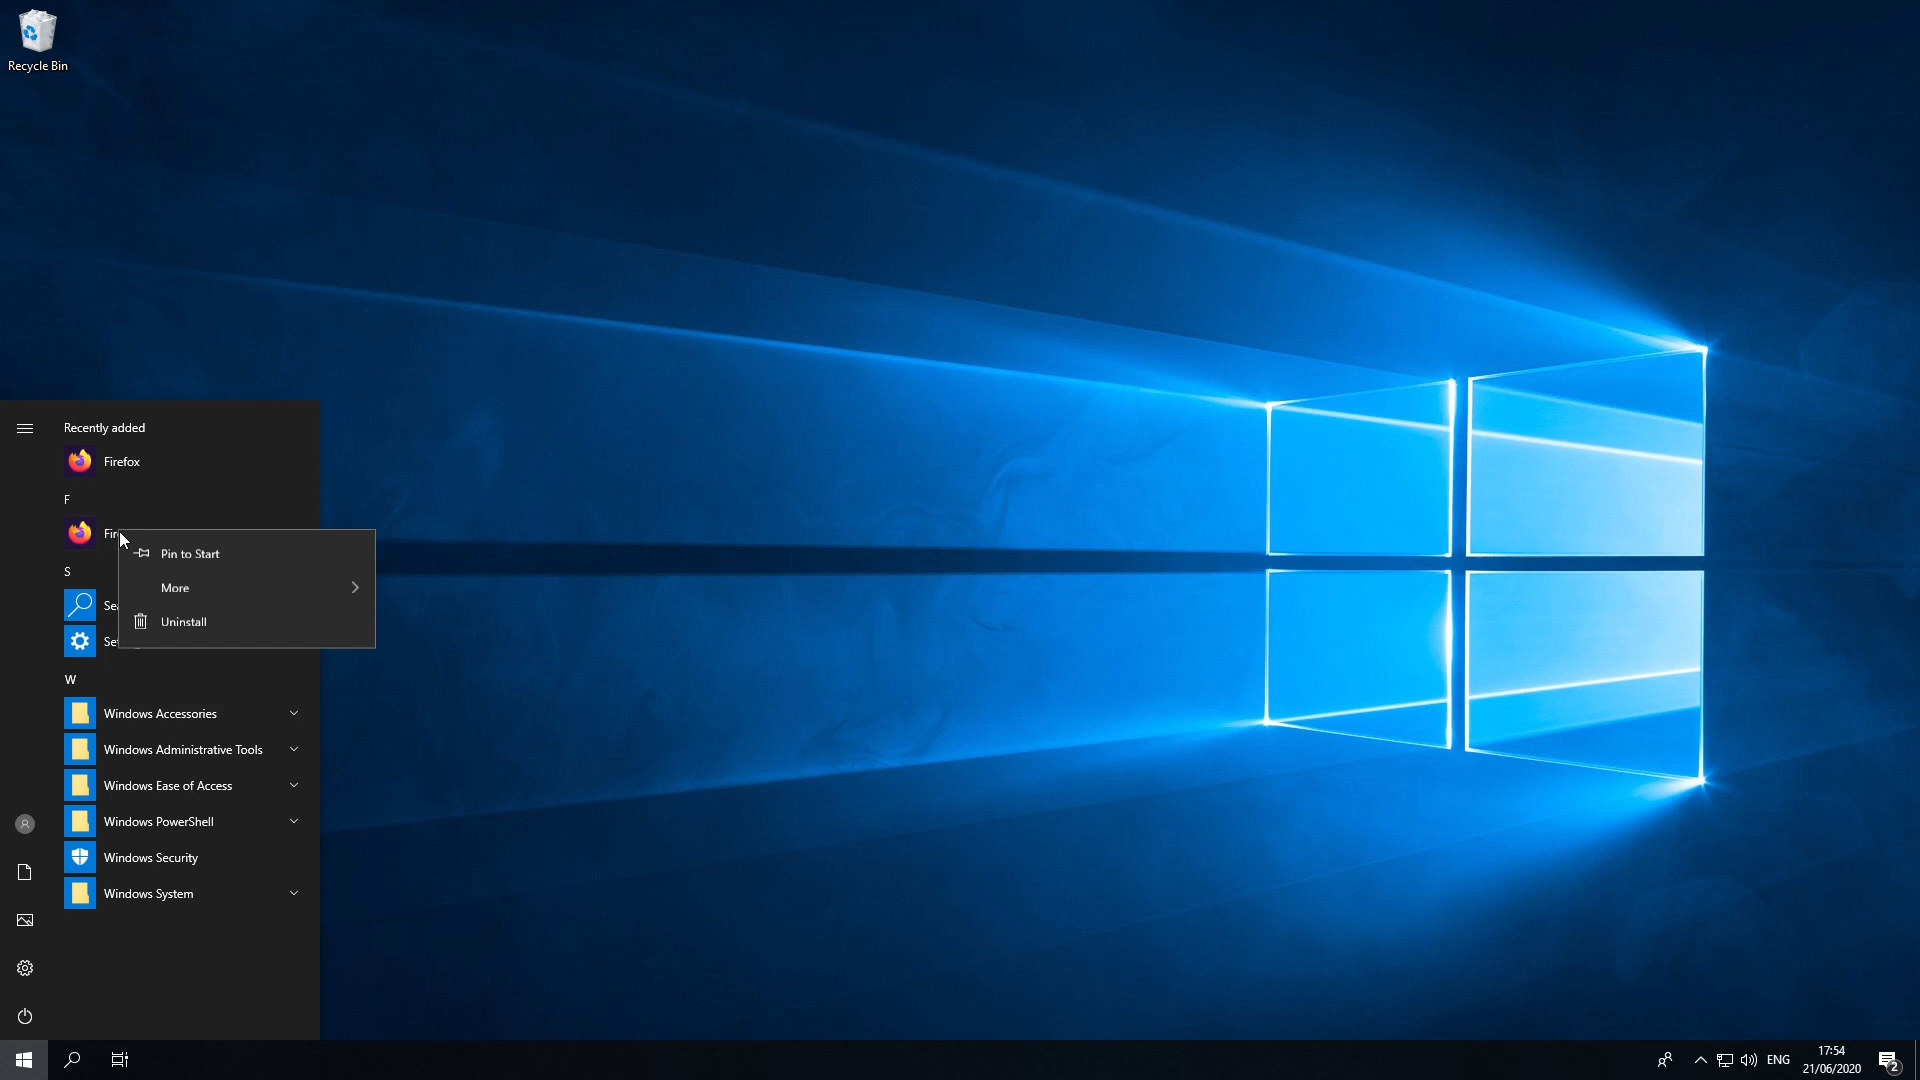 Recycle Bin
Recently added
Firefox
F
S
Pin to Start
More
Uninstall
W
Windows Accessories
Windows Administrative Tools
Windows Ease of Access
Windows PowerShell
Windows Security
Windows System
ENG
17:54
21/06/2020
2